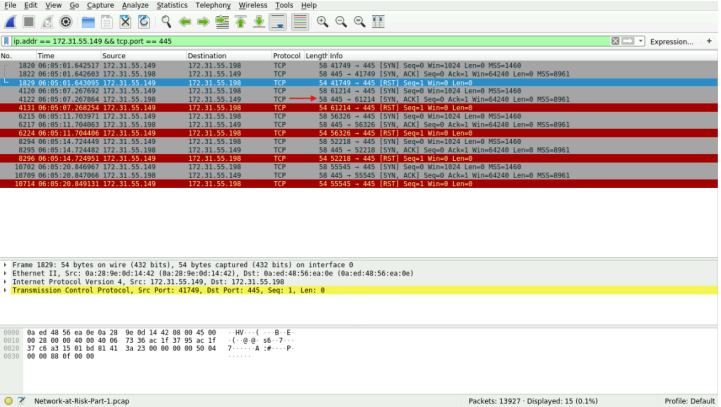 File Edit View Go Capture Analyze Statistics Telephony Wireless Tools Help
ip.addr == 172.31.55.149 && tcp.port == 445 Expression... +
No. Time Source Destination Protocol Length Info
1820 06:05:01.642517 172.31.55.149 172.31.55.198 TCP 58 41749 → 445 [SYN] Seq=0 Win=1024 Len=0 MSS=1460
1822 06:05:01.642603 172.31.55.198 172.31.55.149 TCP 58 445 → 41749 [SYN, ACK] Seq=0 Ack=1 Win=64240 Len=0 MSS=8961
1829 06:05:01.643095 172.31.55.149 172.31.55.198 TCP 54 41749 → 445 [RST] Seq=1 Win=0 Len=0
4120 06:05:07.267692 172.31.55.149 172.31.55.198 TCP 58 61214 → 445 [SYN] Seq=0 Win=1024 Len=0 MSS=1460
4122 06:05:07.267864 172.31.55.198 172.31.55.149 TCP 58 445 → 61214 [SYN, ACK] Seq=0 Ack=1 Win=64240 Len=0 MSS=8961
4131 06:05:07.268254 172.31.55.149 172.31.55.198 TCP 54 61214 → 445 [RST] Seq=1 Win=0 Len=0
6215 06:05:11.703971 172.31.55.149 172.31.55.198 TCP 58 56326 → 445 [SYN] Seq=0 Win=1024 Len=0 MSS=1460
6217 06:05:11.704063 172.31.55.198 172.31.55.149 TCP 58 445 → 56326 [SYN, ACK] Seq=0 Ack=1 Win=64240 Len=0 MSS=8961
6224 06:05:11.704406 172.31.55.149 172.31.55.198 TCP 54 56326 → 445 [RST] Seq=1 Win=0 Len=0
8294 06:05:14.724449 172.31.55.149 172.31.55.198 TCP 58 52218 → 445 [SYN] Seq=0 Win=1024 Len=0 MSS=1460
8295 06:05:14.724482 172.31.55.198 172.31.55.149 TCP 58 445 → 52218 [SYN, ACK] Seq=0 Ack=1 Win=64240 Len=0 MSS=8961
8296 06:05:14.724951 172.31.55.149 172.31.55.198 TCP 54 52218 → 445 [RST] Seq=1 Win=0 Len=0
10702 06:05:20.846967 172.31.55.149 172.31.55.198 TCP 58 55545 → 445 [SYN] Seq=0 Win=1024 Len=0 MSS=1460
10709 06:05:20.847066 172.31.55.198 172.31.55.149 TCP 58 445 → 55545 [SYN, ACK] Seq=0 Ack=1 Win=64240 Len=0 MSS=8961
10714 06:05:20.849131 172.31.55.149 172.31.55.198 TCP 54 55545 → 445 [RST] Seq=1 Win=0 Len=0
Frame 1829: 54 bytes on wire (432 bits), 54 bytes captured (432 bits) on interface 0
Ethernet II, Src: 0a:28:9e:0d:14:42 (0a:28:9e:0d:14:42), Dst: 0a:ed:48:56:ea:0e (0a:ed:48:56:ea:0e)
Internet Protocol Version 4, Src: 172.31.55.149, Dst: 172.31.55.198
Transmission Control Protocol, Src Port: 41749, Dst Port: 445, Seq: 1, Len: 0
0000 0a ed 48 56 ea 0e 0a 28 9e 0d 14 42 08 00 45 00 ··HV···( ···B··E·
0010 00 28 00 00 40 00 40 06 73 36 ac 1f 37 95 ac 1f ·(··@·@· s6··7···
0020 37 c6 a3 15 01 bd 81 41 3a 23 00 00 00 00 50 04 7······A :#····P·
0030 00 00 88 0f 00 00 ······
Network-at-Risk-Part-1.pcap Packets: 13927 · Displayed: 15 (0.1%) Profile: Default